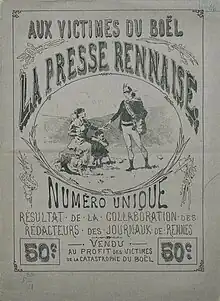 AUX VICTIMES DU BOËL
LA PRESSE RENNAISE
NUMÉRO UNIQUE
RÉSULTAT · DE · LA · COLLABORATION · DES
RÉDACTEURS · DES · JOURNAUX · DE · RENNES
50c VENDU 50c
AU PROFIT DES VICTIMES
DE LA CATASTROPHE DU BOËL